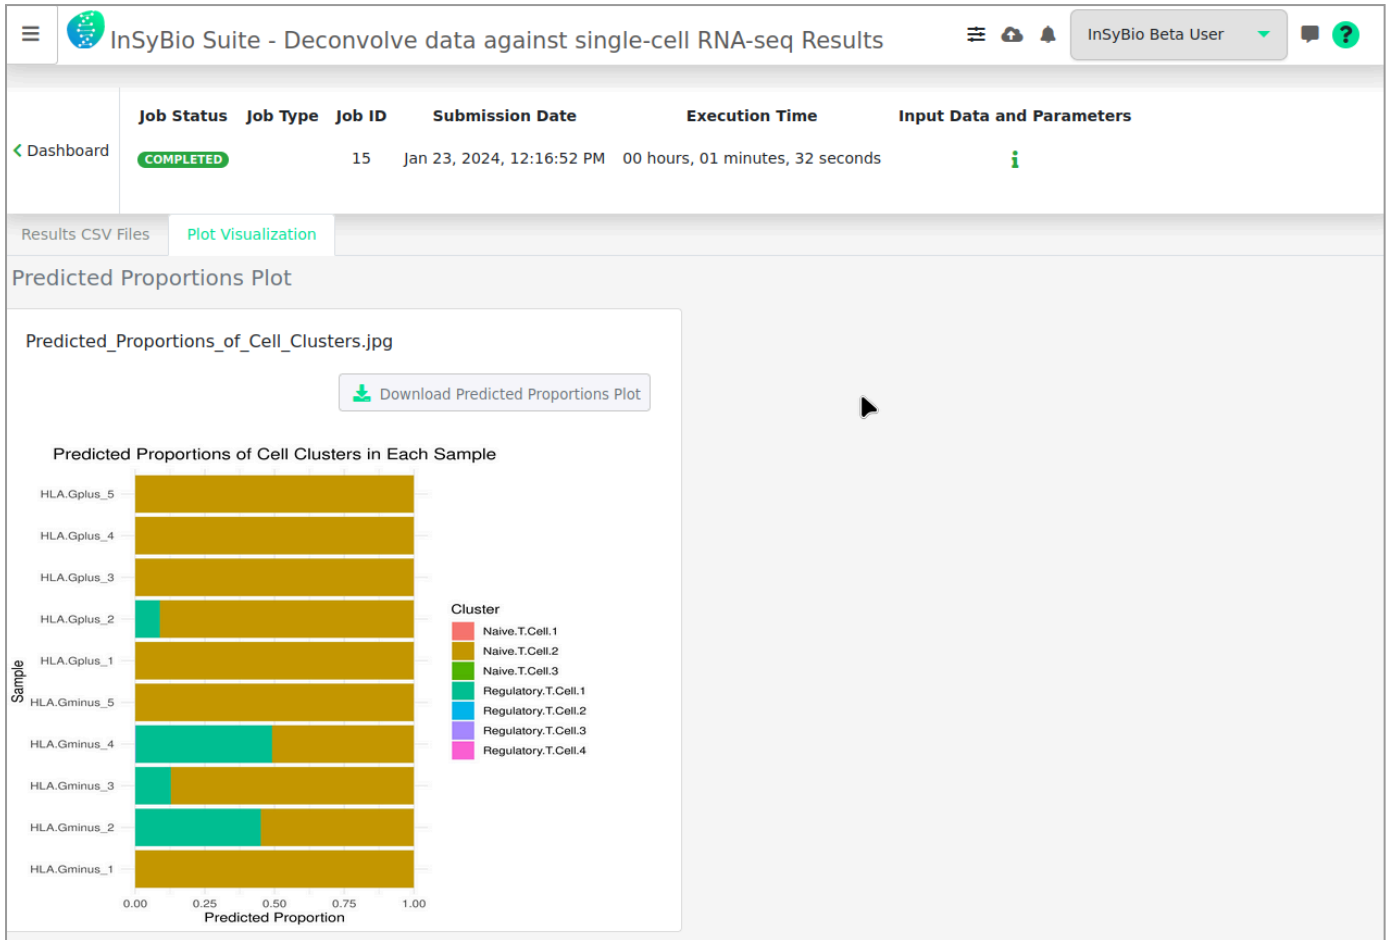 InSyBio Suite - Deconvolve data against single-cell RNA-seq Results
InSyBio Beta User
?
Dashboard
Job Status Job Type Job ID Submission Date Execution Time Input Data and Parameters
COMPLETED 15 Jan 23, 2024, 12:16:52 PM 00 hours, 01 minutes, 32 seconds i
Results CSV Files Plot Visualization
Predicted Proportions Plot
Predicted_Proportions_of_Cell_Clusters.jpg
Download Predicted Proportions Plot
Predicted Proportions of Cell Clusters in Each Sample
HLA.Gplus_5
HLA.Gplus_4
HLA.Gplus_3
HLA.Gplus_2
HLA.Gplus_1
HLA.Gminus_5
HLA.Gminus_4
HLA.Gminus_3
HLA.Gminus_2
HLA.Gminus_1
Sample
0.00 0.25 0.50 0.75 1.00
Predicted Proportion
Cluster
Naive.T.Cell.1
Naive.T.Cell.2
Naive.T.Cell.3
Regulatory.T.Cell.1
Regulatory.T.Cell.2
Regulatory.T.Cell.3
Regulatory.T.Cell.4